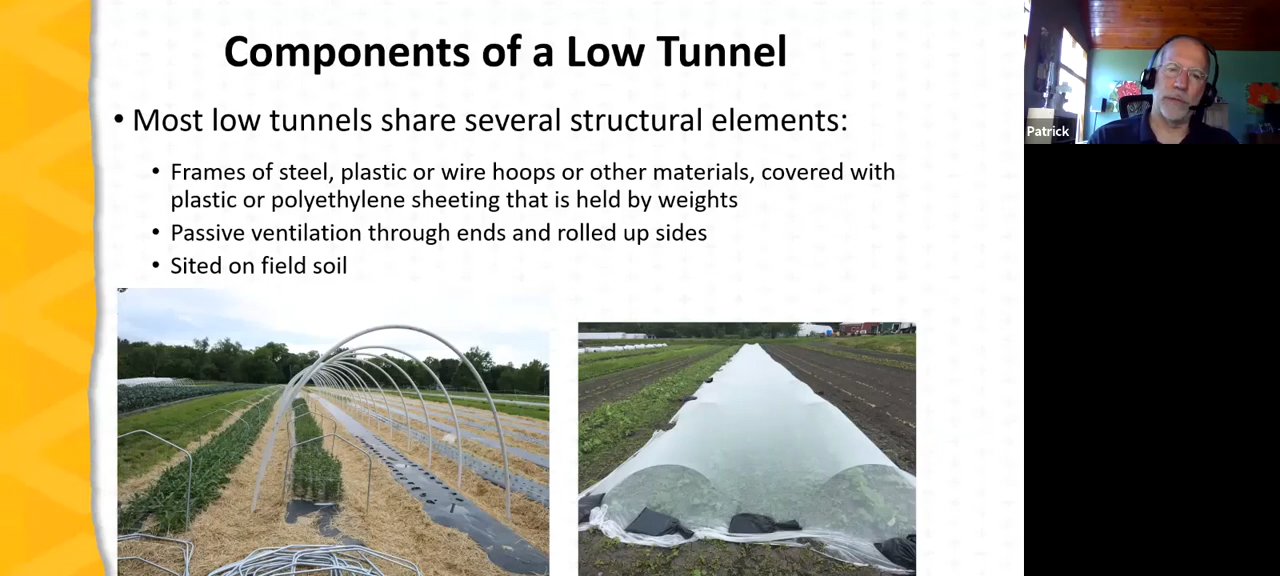 Components of a Low Tunnel
• Most low tunnels share several structural elements:
• Frames of steel, plastic or wire hoops or other materials, covered with
plastic or polyethylene sheeting that is held by weights
• Passive ventilation through ends and rolled up sides
• Sited on field soil
Patrick